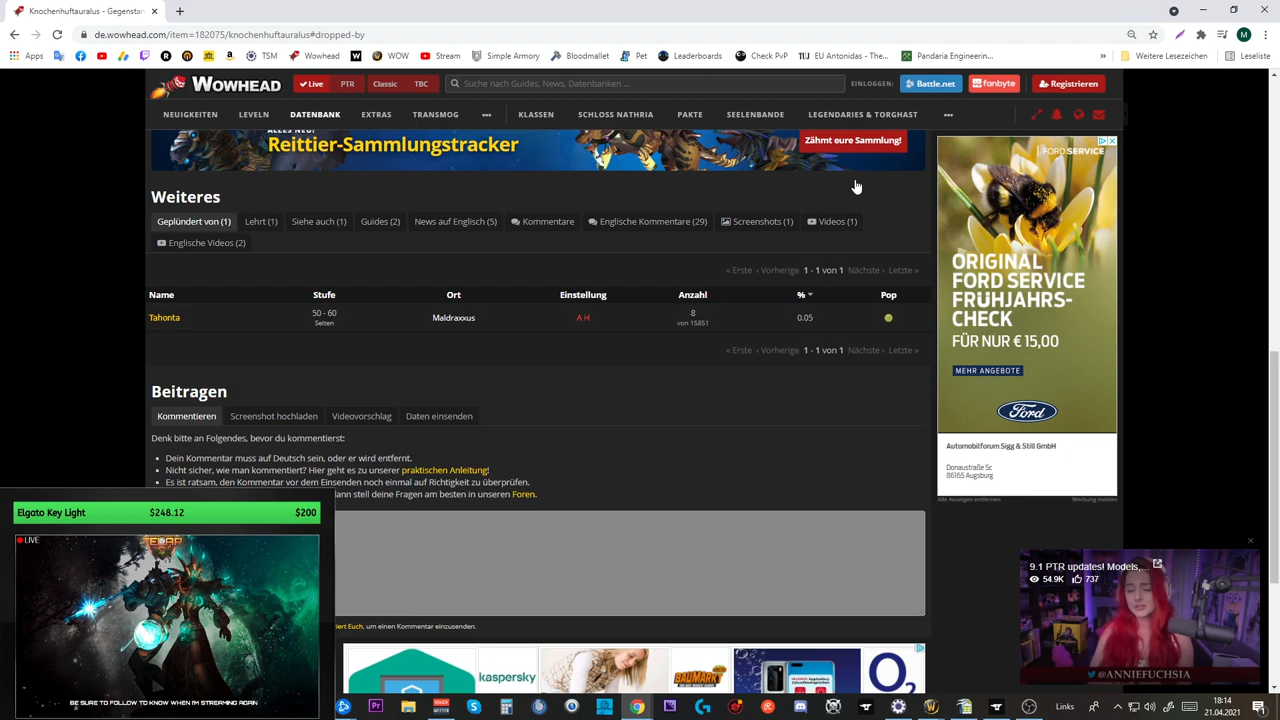 Knochenhuftauralus - Gegenstar
de.wowhead.com/item=182075/knochenhuftauralus#dropped-by
M
Apps
TSM
Wowhead
WOW
Stream
Simple Armory
Bloodmallet
Pet
Leaderboards
Check PvP
EU Antonidas - The...
Pandaria Engineerin...
»
Weitere Lesezeichen
Leseliste
WOWHEAD
Live
PTR
Classic
TBC
Suche nach Guides, News, Datenbanken ...
EINLOGGEN:
Battle.net
fanbyte
Registrieren
NEUIGKEITEN
LEVELN
DATENBANK
EXTRAS
TRANSMOG
KLASSEN
SCHLOSS NATHRIA
PAKTE
SEELENBANDE
LEGENDARIES & TORGHAST
ALLES NEU!
Reittier-Sammlungstracker
Zähmt eure Sammlung!
Weiteres
Geplündert von (1)
Lehrt (1)
Siehe auch (1)
Guides (2)
News auf Englisch (5)
Kommentare
Englische Kommentare (29)
Screenshots (1)
Videos (1)
Englische Videos (2)
« Erste ‹ Vorherige 1 - 1 von 1 Nächste › Letzte »
Name
Stufe
Ort
Einstellung
Anzahl
%
Pop
Tahonta
50 - 60
Selten
Maldraxxus
A H
8
von 15851
0.05
« Erste ‹ Vorherige 1 - 1 von 1 Nächste › Letzte »
Beitragen
Kommentieren
Screenshot hochladen
Videovorschlag
Daten einsenden
Denk bitte an Folgendes, bevor du kommentierst:
Dein Kommentar muss auf Deutsch sein, oder er wird entfernt.
Nicht sicher, wie man kommentiert? Hier geht es zu unserer praktischen Anleitung!
Es ist ratsam, den Kommentar vor dem Einsenden noch einmal auf Richtigkeit zu überprüfen.
dann stell deine Fragen am besten in unseren Foren.
riert Euch, um einen Kommentar einzusenden.
FORD SERVICE
ORIGINAL
FORD SERVICE
FRÜHJAHRS-
CHECK
FÜR NUR € 15,00
MEHR ANGEBOTE
Ford
Automobilforum Sigg & Still GmbH
Donaustraße 5c
86165 Augsburg
Alle Anzeigen entfernen
Werbung melden
Elgato Key Light
$248.12
$200
LIVE
BE SURE TO FOLLOW TO KNOW WHEN I'M STREAMING AGAIN
9.1 PTR updates! Models,...
54.9K
737
@ANNIEFUCHSIA
kaspersky
BAUMARKT
O2
Links
18:14
21.04.2021